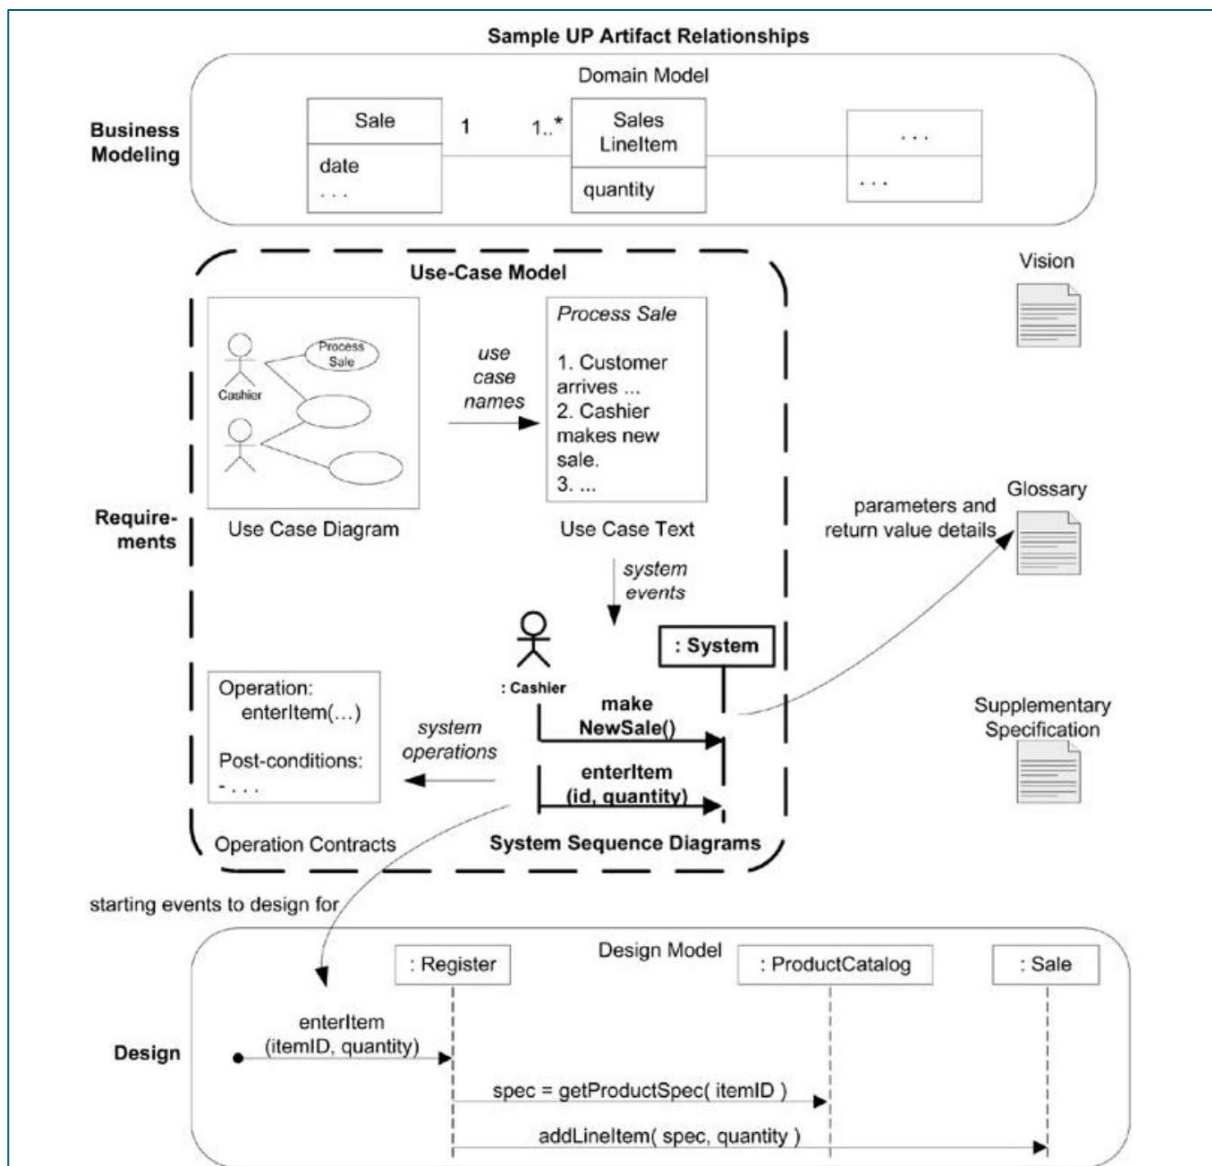 Sample UP Artifact Relationships
Domain Model
Business
Modeling
Sale
1
1..*
Sales
LineItem
. . .
date
. . .
quantity
. . .
Use-Case Model
Vision
Process
Sale
Cashier
use
case
names
Process Sale
1. Customer
arrives ...
2. Cashier
makes new
sale.
3. ...
Use Case Diagram
Use Case Text
Require-
ments
parameters and
return value details
Glossary
system
events
: Cashier
: System
make
NewSale()
enterItem
(id, quantity)
system
operations
Operation:
enterItem(…)
Post-conditions:
- . . .
Operation Contracts
System Sequence Diagrams
Supplementary
Specification
starting events to design for
Design Model
: Register
: ProductCatalog
: Sale
Design
enterItem
(itemID, quantity)
spec = getProductSpec( itemID )
addLineItem( spec, quantity )